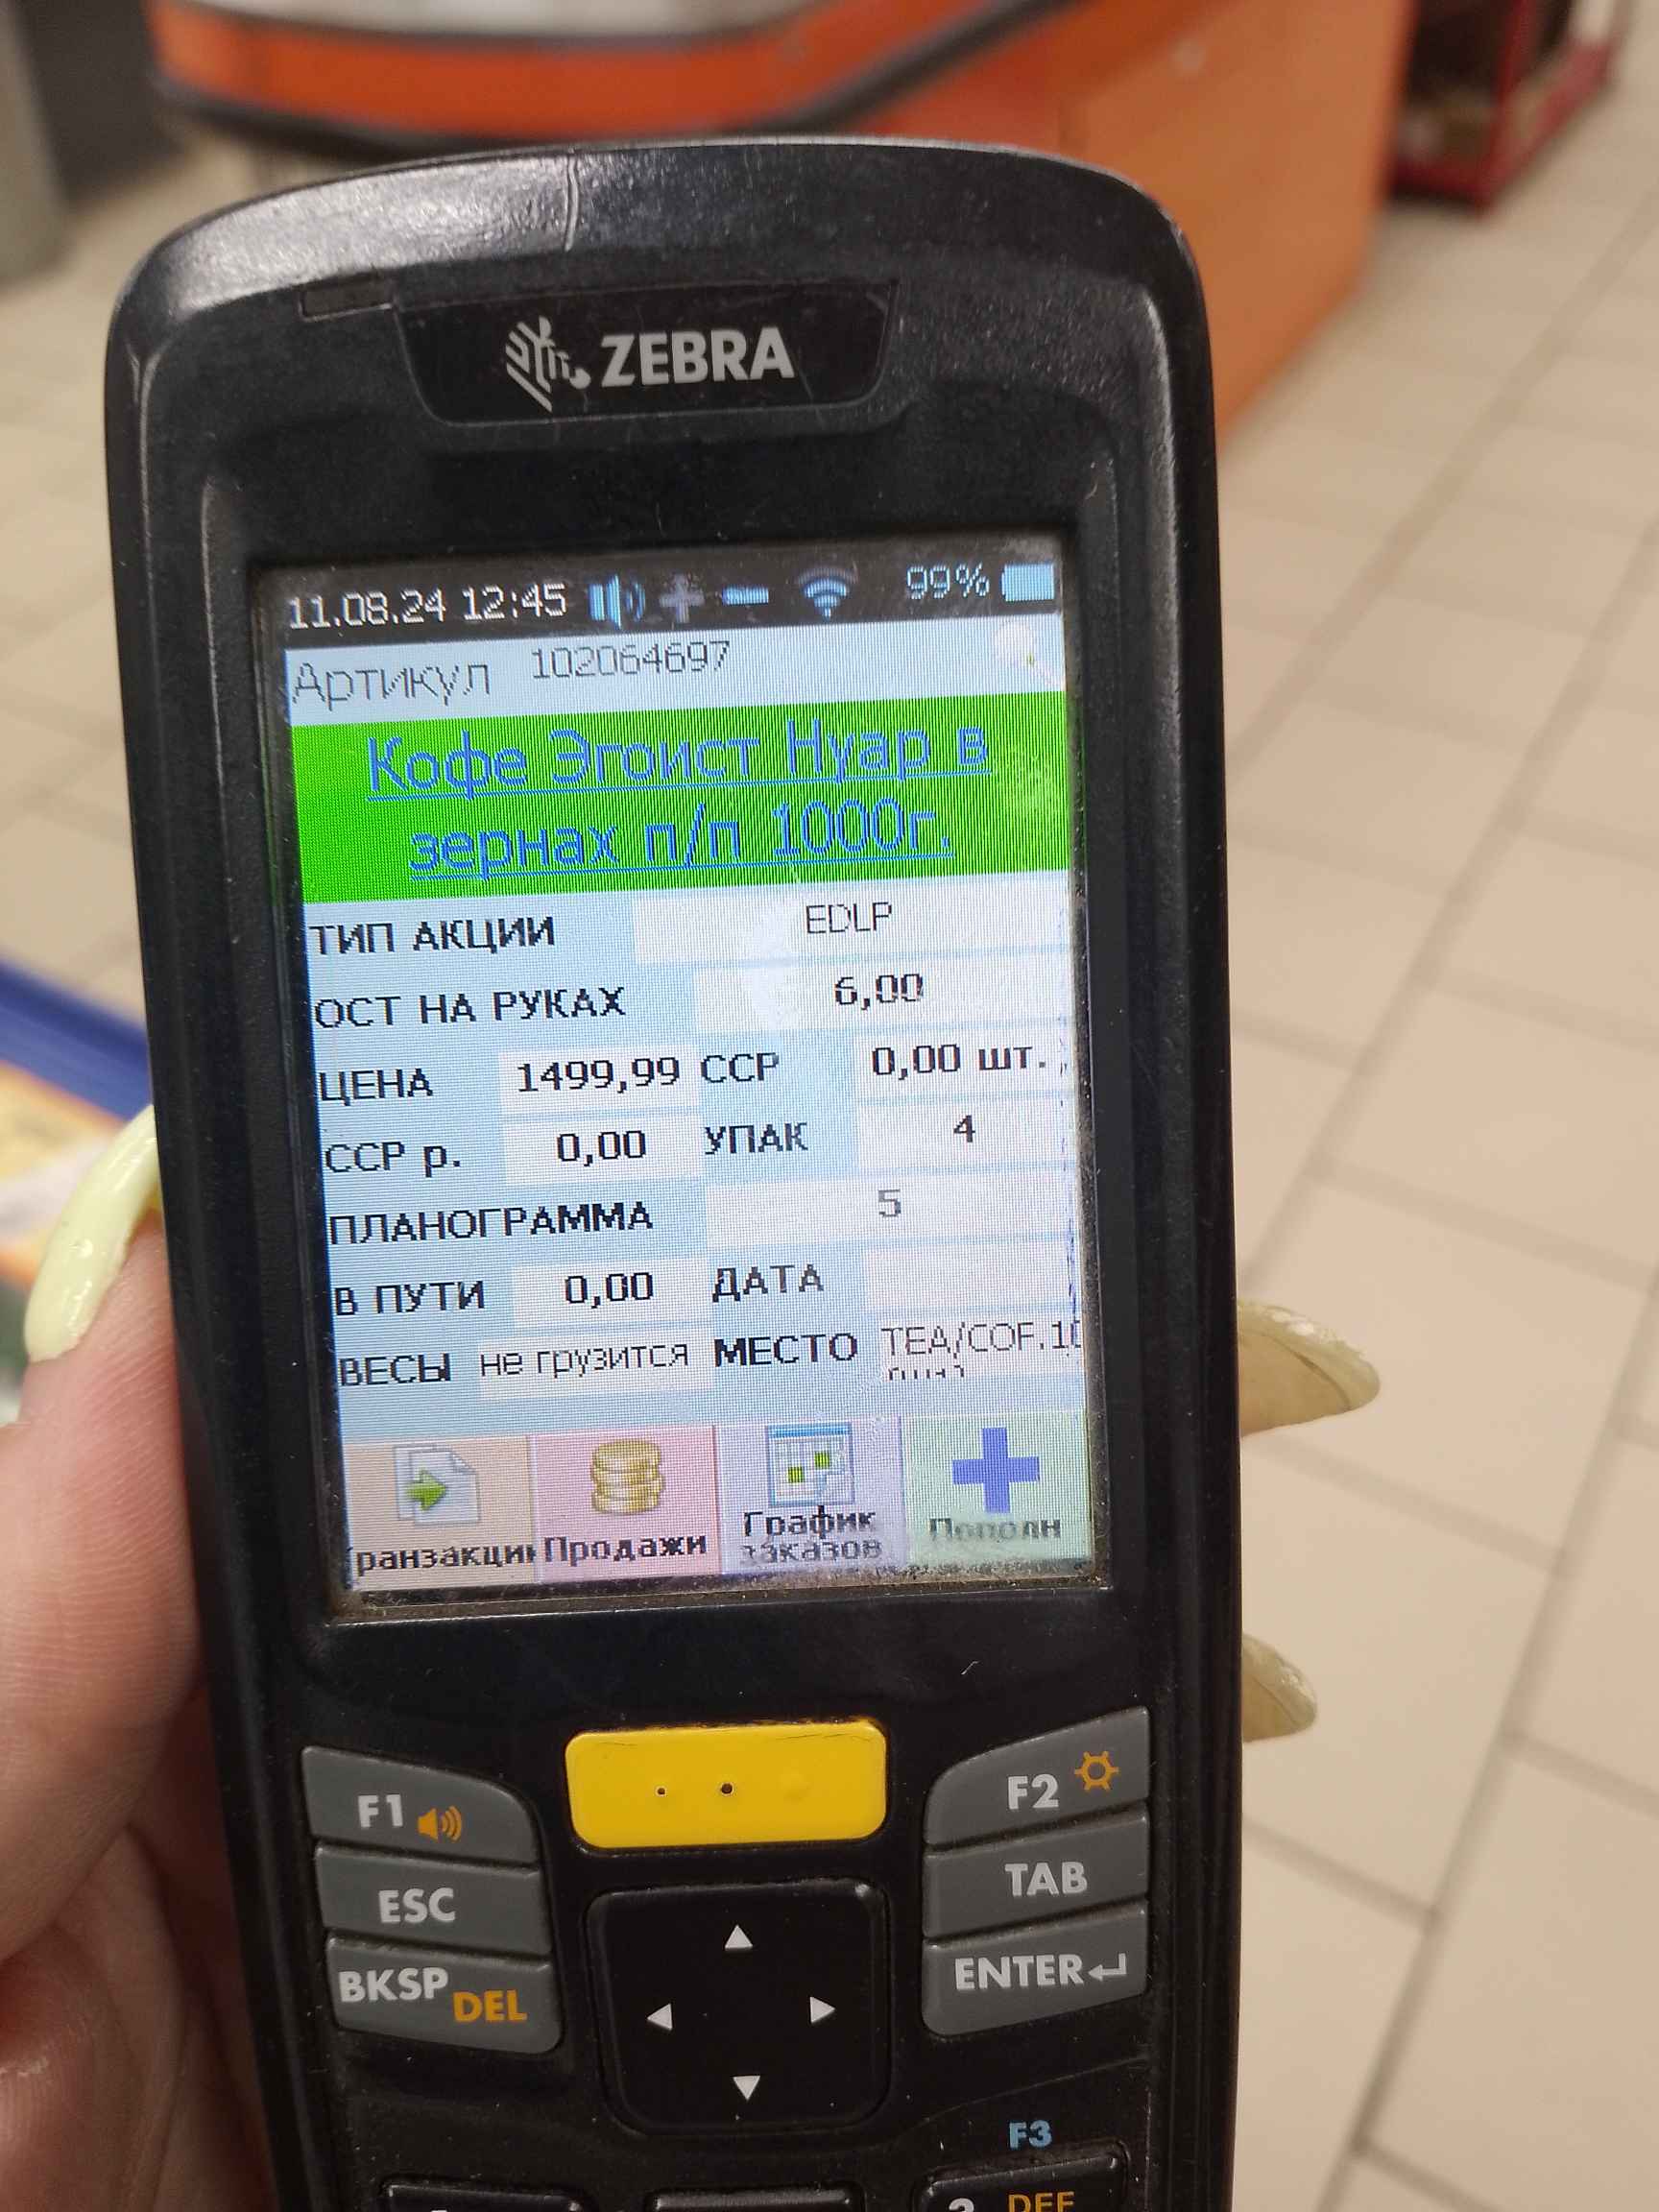 ZEBRA
11.08.24 12:45 99%
Артикул 102064697
Кофе Эгоист Нуар в
зернах п/п 1000г.
ТИП АКЦИИ EDLP
ОСТ НА РУКАХ 6,00
ЦЕНА 1499,99 ССР 0,00 шт.
ССР р. 0,00 УПАК 4
ПЛАНОГРАММА 5
В ПУТИ 0,00 ДАТА
ВЕСЫ не грузится МЕСТО TEA/COF.10
ранзакции Продажи График заказов Пополн
F1 F2
ESC TAB
BKSP DEL ENTER
F3
DEF